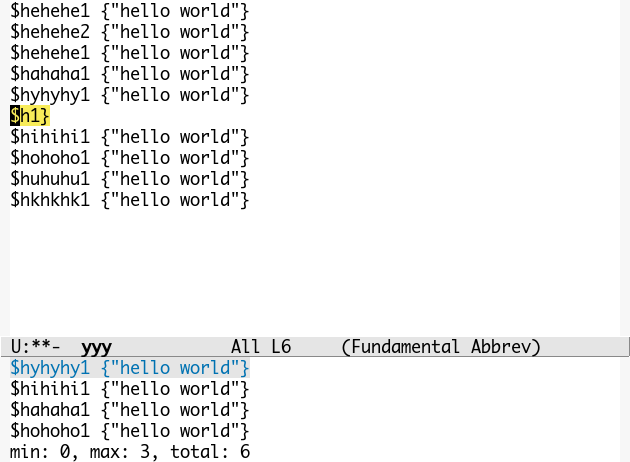 $hehehe1 {"hello world"}
$hehehe2 {"hello world"}
$hehehe1 {"hello world"}
$hahaha1 {"hello world"}
$hyhyhy1 {"hello world"}
$h1}
$hihihi1 {"hello world"}
$hohoho1 {"hello world"}
$huhuhu1 {"hello world"}
$hkhkhk1 {"hello world"}
U:**-  yyy            All L6     (Fundamental Abbrev)
$hyhyhy1 {"hello world"}
$hihihi1 {"hello world"}
$hahaha1 {"hello world"}
$hohoho1 {"hello world"}
min: 0, max: 3, total: 6